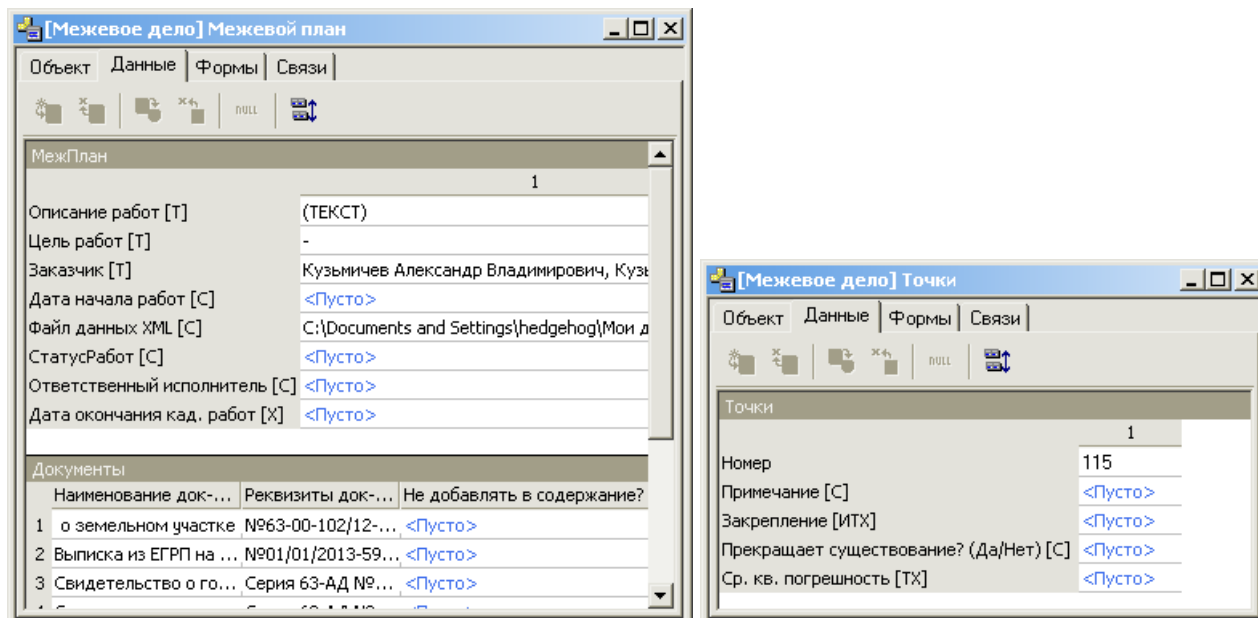 [Межевое дело] Межевой план
Объект Данные Формы Связи
NULL
МежПлан
1
Описание работ [Т] (ТЕКСТ)
Цель работ [Т] -
Заказчик [Т] Кузьмичев Александр Владимирович, Кузь
Дата начала работ [С] <Пусто>
Файл данных XML [С] C:\Documents and Settings\hedgehog\Мои д
СтатусРабот [С] <Пусто>
Ответственный исполнитель [С] <Пусто>
Дата окончания кад. работ [Х] <Пусто>
Документы
Наименование док-... Реквизиты док-... Не добавлять в содержание?
1 о земельном участке №63-00-102/12-... <Пусто>
2 Выписка из ЕГРП на ... №01/01/2013-59... <Пусто>
3 Свидетельство о го... Серия 63-АД №... <Пусто>
[Межевое дело] Точки
Объект Данные Формы Связи
NULL
Точки
1
Номер 115
Примечание [С] <Пусто>
Закрепление [ИТХ] <Пусто>
Прекращает существование? (Да/Нет) [С] <Пусто>
Ср. кв. погрешность [ТХ] <Пусто>